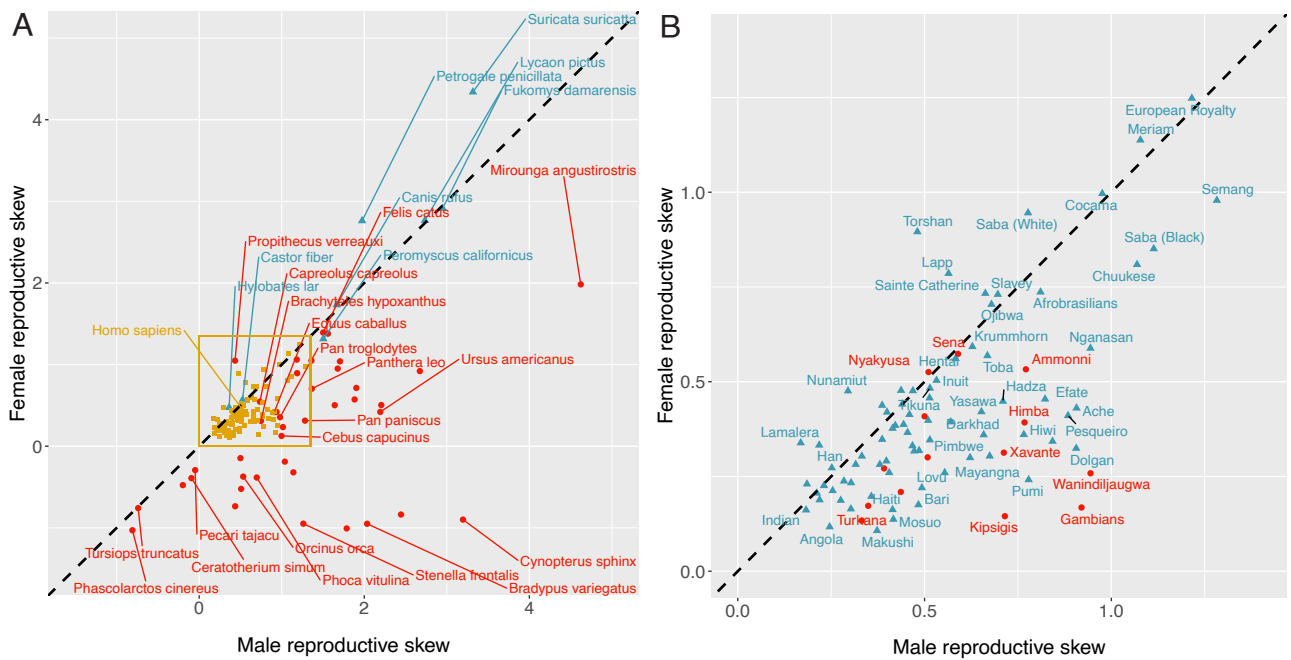 A
Suricata suricatta
Lycaon pictus
Petrogale penicillata
Fukomys damarensis
Mirounga angustirostris
Canis rufus
Felis catus
Propithecus verreauxi
Castor fiber
Peromyscus californicus
Capreolus capreolus
Hylobates lar
Brachyteles hypoxanthus
Homo sapiens
Equus caballus
Pan troglodytes
Panthera leo
Ursus americanus
Pan paniscus
Cebus capucinus
Pecari tajacu
Tursiops truncatus
Orcinus orca
Ceratotherium simum
Cynopterus sphinx
Phoca vitulina
Stenella frontalis
Phascolarctos cinereus
Bradypus variegatus
4
2
0
0
2
4
Female reproductive skew
Male reproductive skew
B
European Royalty
Meriam
Semang
Cocama
Saba (White)
Torshan
Saba (Black)
Lapp
Chuukese
Sainte Catherine
Slavey
Afrobrasilians
Ojibwa
Krummhorn
Nganasan
Sena
Nyakyusa
Hentai
Toba
Ammonni
Nunamiut
Inuit
Hadza
Efate
Tikuna
Yasawa
Himba
Ache
Darkhad
Hiwi
Pesqueiro
Lamalera
Pimbwe
Xavante
Dolgan
Han
Mayangna
Lovu
Pumi
Wanindiljaugwa
Haiti
Bari
Indian
Turkana
Mosuo
Kipsigis
Gambians
Angola
Makushi
1.0
0.5
0.0
0.0
0.5
1.0
Female reproductive skew
Male reproductive skew